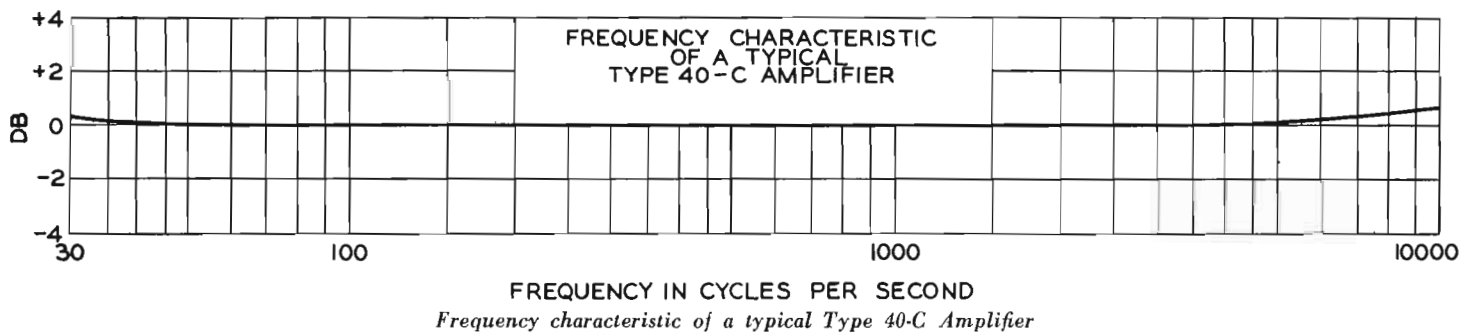 FREQUENCY CHARACTERISTIC
OF A TYPICAL
TYPE 40-C AMPLIFIER
+4
+2
0
-2
-4
DB
30 100 1000 10000
FREQUENCY IN CYCLES PER SECOND
Frequency characteristic of a typical Type 40-C Amplifier